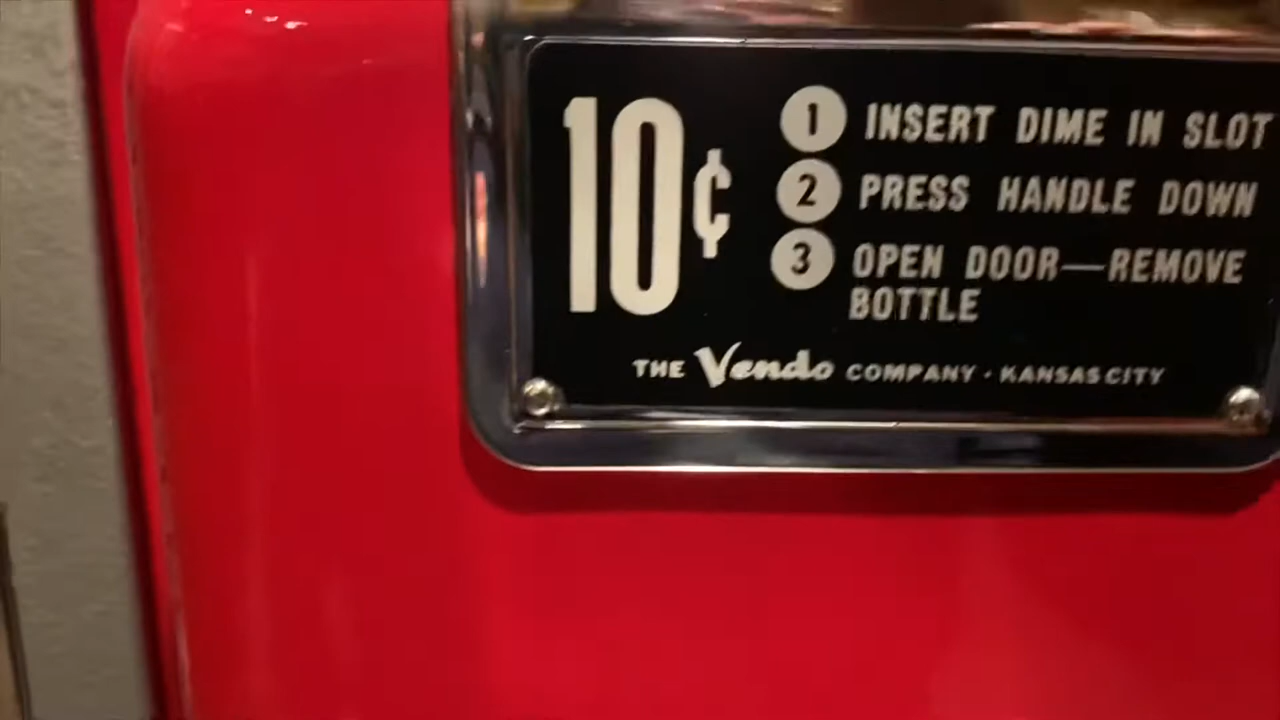 10¢
1 INSERT DIME IN SLOT
2 PRESS HANDLE DOWN
3 OPEN DOOR—REMOVE
BOTTLE
THE Vendo COMPANY · KANSAS CITY